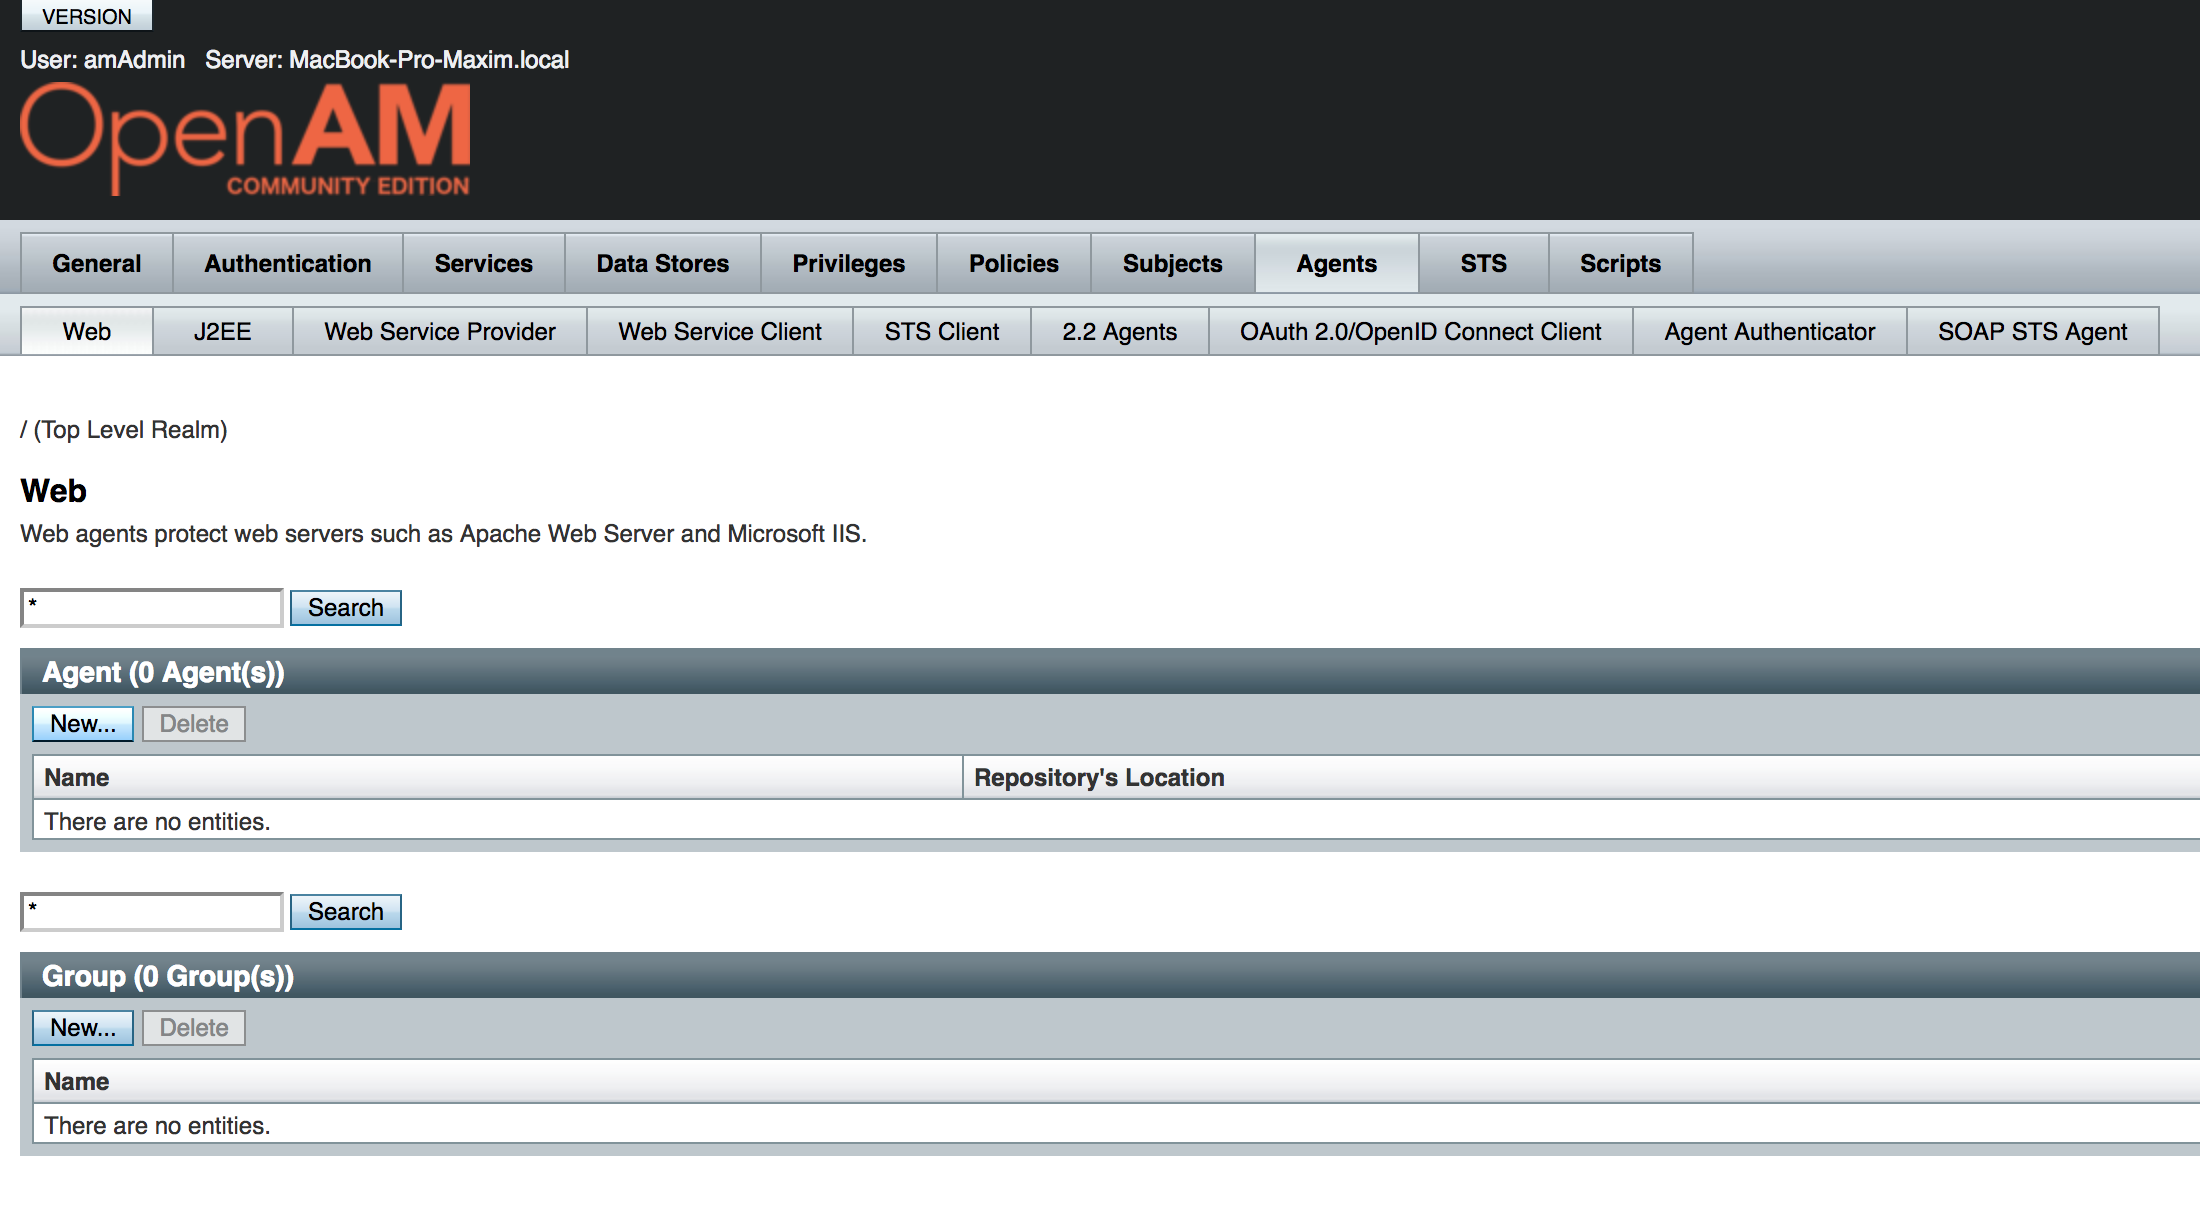 VERSION
User: amAdmin Server: MacBook-Pro-Maxim.local
OpenAM
COMMUNITY EDITION
General Authentication Services Data Stores Privileges Policies Subjects Agents STS Scripts
Web J2EE Web Service Provider Web Service Client STS Client 2.2 Agents OAuth 2.0/OpenID Connect Client Agent Authenticator SOAP STS Agent
/ (Top Level Realm)
Web
Web agents protect web servers such as Apache Web Server and Microsoft IIS.
* Search
Agent (0 Agent(s))
New... Delete
Name Repository's Location
There are no entities.
* Search
Group (0 Group(s))
New... Delete
Name
There are no entities.